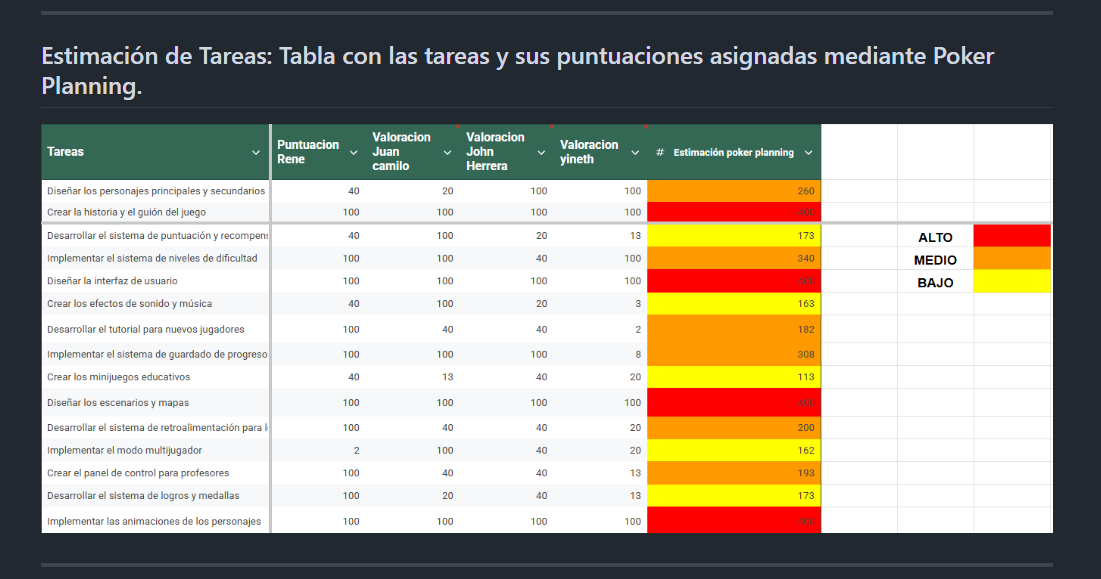 Estimación de Tareas: Tabla con las tareas y sus puntuaciones asignadas mediante Poker
Planning.
Tareas Puntuacion Rene Valoracion Juan camilo Valoracion John Herrera Valoracion yineth # Estimación poker planning
Diseñar los personajes principales y secundarios 40 20 100 100 260
Crear la historia y el guión del juego 100 100 100 100 400
Desarrollar el sistema de puntuación y recompens 40 100 20 13 173 ALTO
Implementar el sistema de niveles de dificultad 100 100 40 100 340 MEDIO
Diseñar la interfaz de usuario 100 100 100 100 400 BAJO
Crear los efectos de sonido y música 40 100 20 3 163
Desarrollar el tutorial para nuevos jugadores 100 40 40 2 182
Implementar el sistema de guardado de progreso 100 100 100 8 308
Crear los minijuegos educativos 40 13 40 20 113
Diseñar los escenarios y mapas 100 100 100 100 400
Desarrollar el sistema de retroalimentación para l 100 40 40 20 200
Implementar el modo multijugador 2 100 40 20 162
Crear el panel de control para profesores 100 40 40 13 193
Desarrollar el sistema de logros y medallas 100 20 40 13 173
Implementar las animaciones de los personajes 100 100 100 100 400